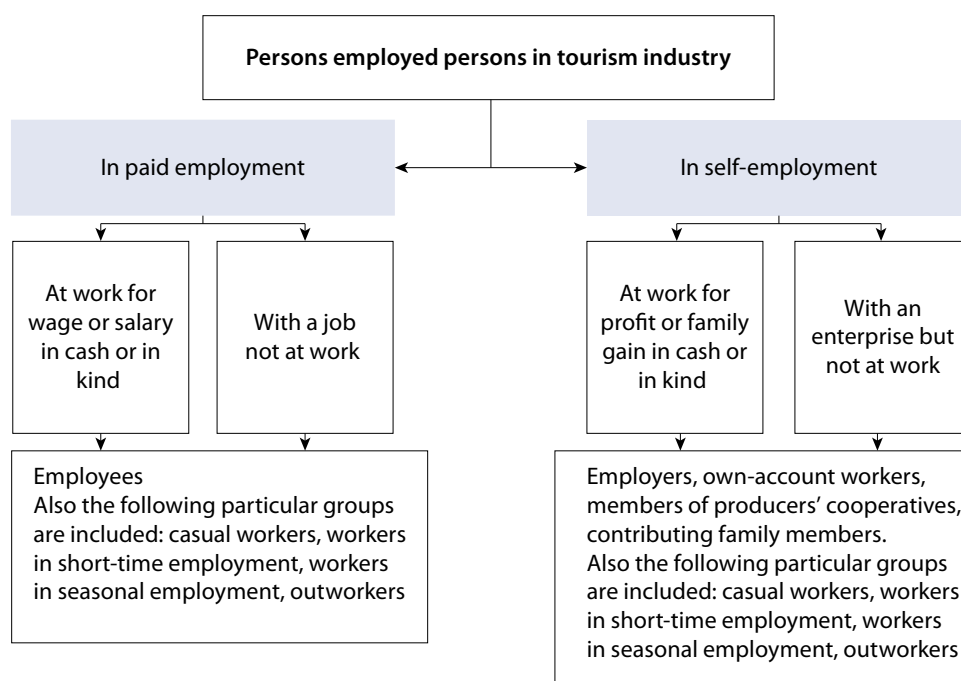 Persons employed persons in tourism industry
In paid employment
In self-employment
At work for
wage or salary
in cash or in
kind
With a job
not at work
At work for
profit or family
gain in cash or
in kind
With an
enterprise but
not at work
Employees
Also the following particular groups
are included: casual workers, workers
in short-time employment, workers
in seasonal employment, outworkers
Employers, own-account workers,
members of producers’ cooperatives,
contributing family members.
Also the following particular groups
are included: casual workers, workers
in short-time employment, workers
in seasonal employment, outworkers